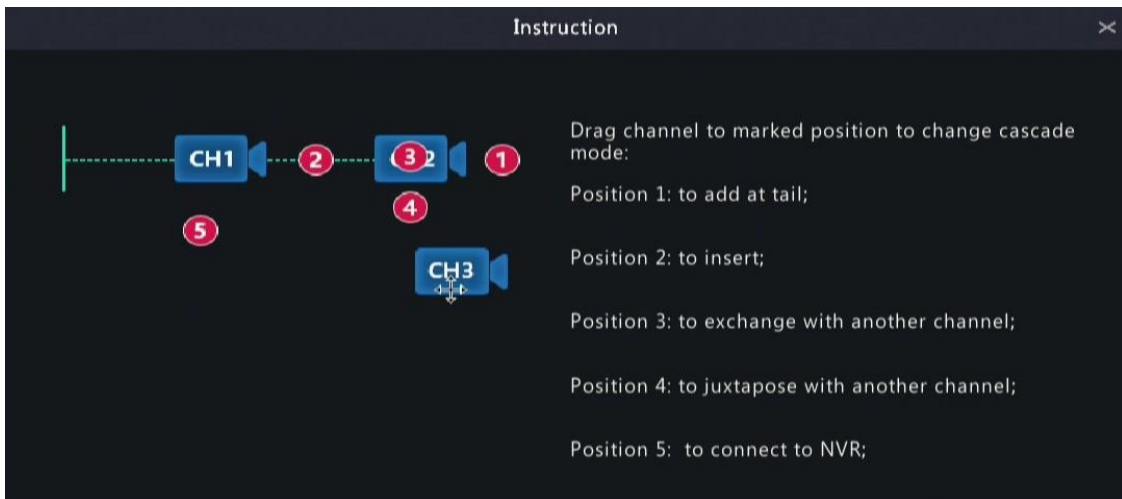 Instruction
CH1
2
3
2
1
4
5
CH3
Drag channel to marked position to change cascade
mode:
Position 1: to add at tail;
Position 2: to insert;
Position 3: to exchange with another channel;
Position 4: to juxtapose with another channel;
Position 5:  to connect to NVR;